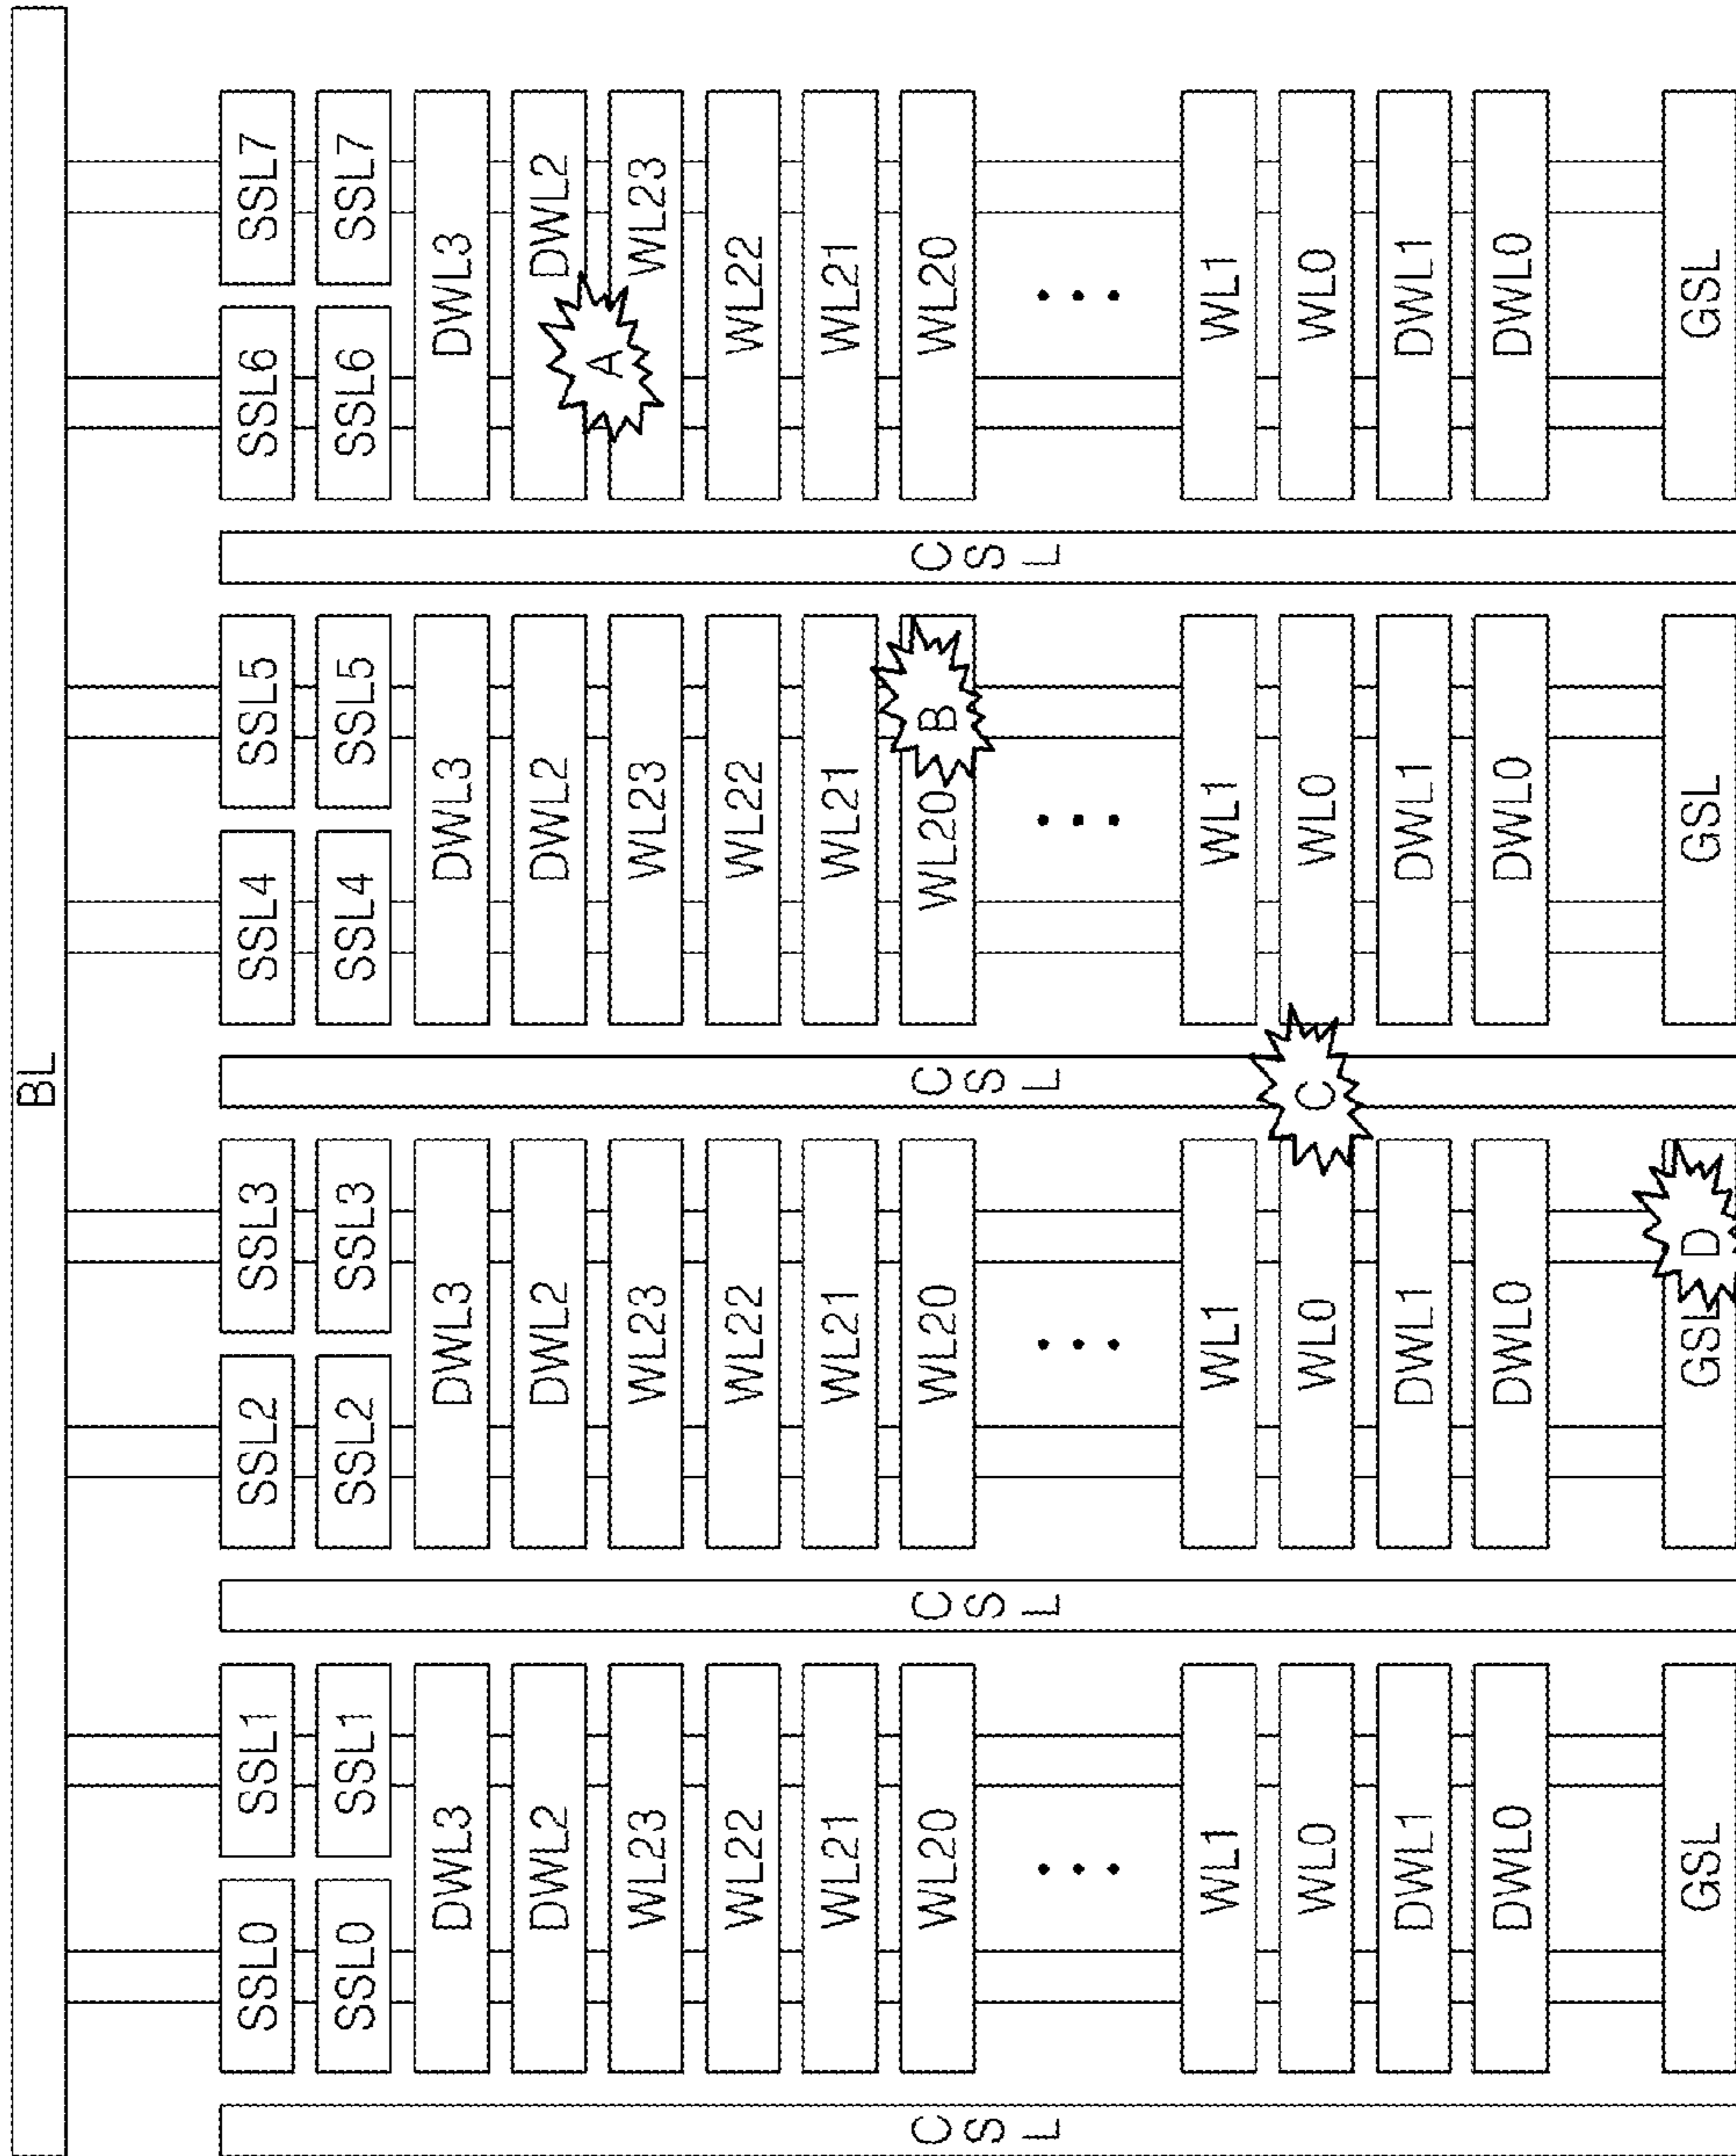 BL
SSL0 SSL1 SSL2 SSL3 SSL4 SSL5 SSL6 SSL7
SSL0 SSL1 SSL2 SSL3 SSL4 SSL5 SSL6 SSL7
DWL3 DWL3 DWL3 DWL3
DWL2 DWL2 DWL2 DWL2
WL23 WL23 WL23 A WL23
WL22 WL22 WL22 WL22
WL21 WL21 WL21 WL21
WL20 WL20 WL20 B WL20
CSL CSL CSL CSL
WL1 WL1 WL1 WL1
WL0 WL0 C WL0 WL0
DWL1 DWL1 DWL1 DWL1
DWL0 DWL0 DWL0 DWL0
GSL GSL D GSL GSL